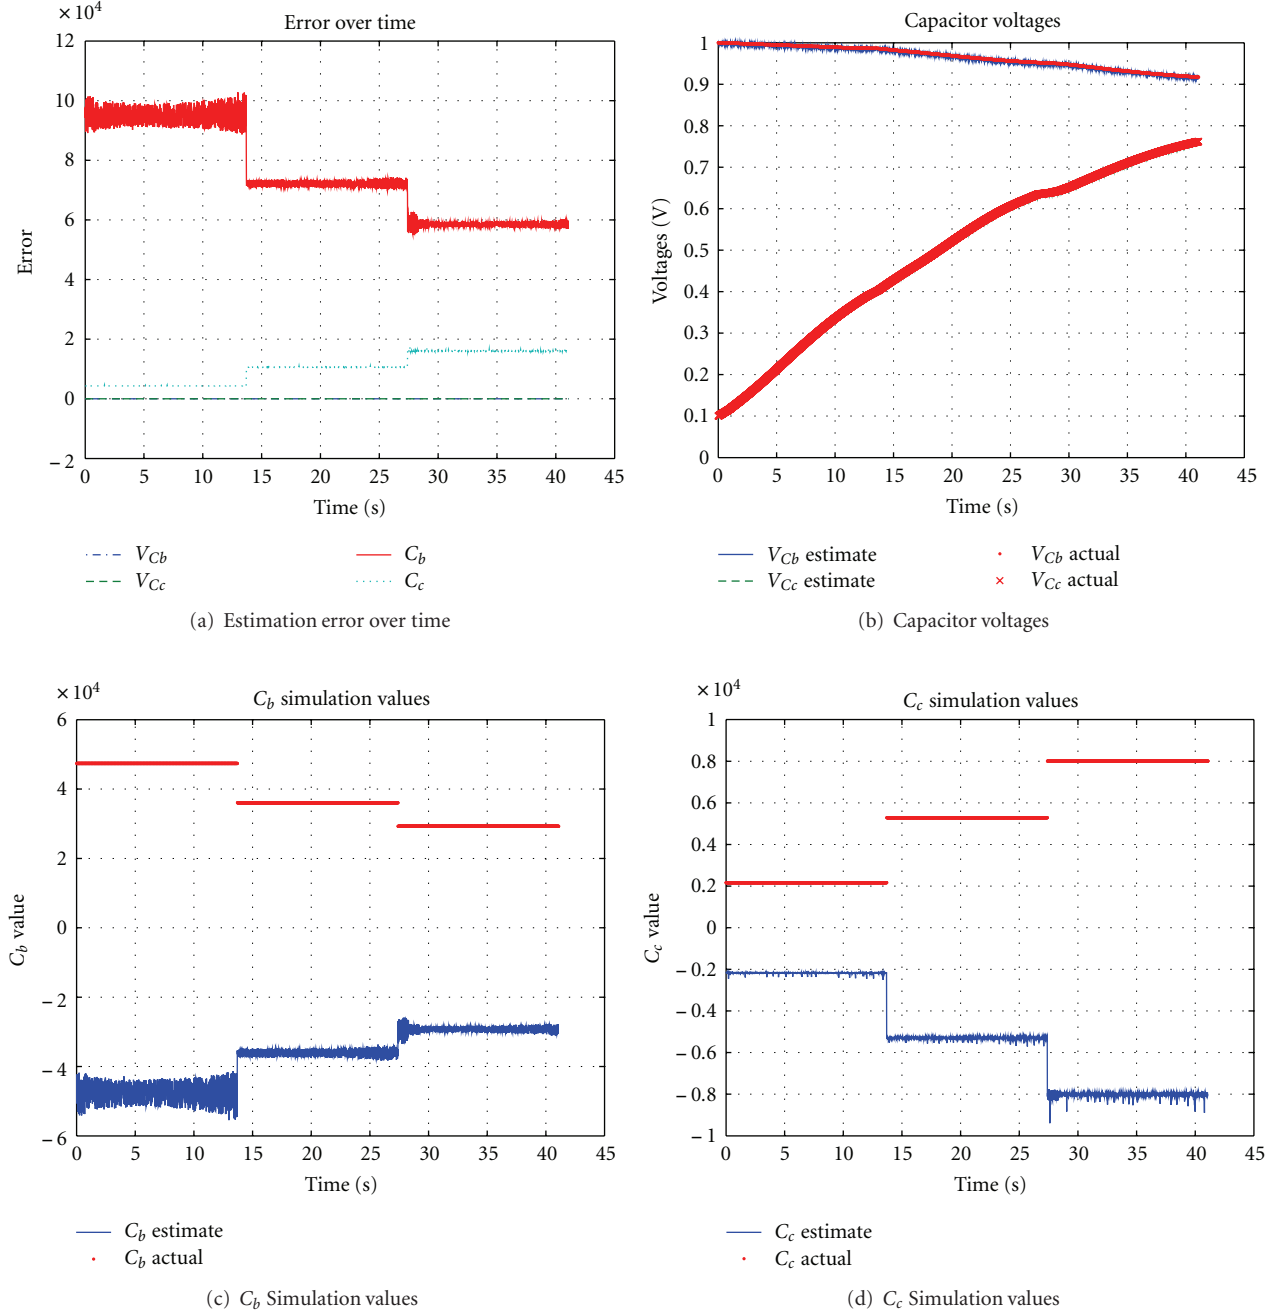 × 10⁴
Error over time
12
10
8
6
4
2
0
− 2
Error
0 5 10 15 20 25 30 35 40 45
Time (s)
V_Cb
V_Cc
C_b
C_c
(a) Estimation error over time
Capacitor voltages
1
0.9
0.8
0.7
0.6
0.5
0.4
0.3
0.2
0.1
0
Voltages (V)
0 5 10 15 20 25 30 35 40 45
Time (s)
V_Cb estimate
V_Cc estimate
V_Cb actual
V_Cc actual
(b) Capacitor voltages
× 10⁴
C_b simulation values
6
4
2
0
− 2
− 4
− 6
C_b value
0 5 10 15 20 25 30 35 40 45
Time (s)
C_b estimate
C_b actual
(c) C_b Simulation values
× 10⁴
C_c simulation values
1
0.8
0.6
0.4
0.2
0
− 0.2
− 0.4
− 0.6
− 0.8
− 1
C_c value
0 5 10 15 20 25 30 35 40 45
Time (s)
C_c estimate
C_c actual
(d) C_c Simulation values